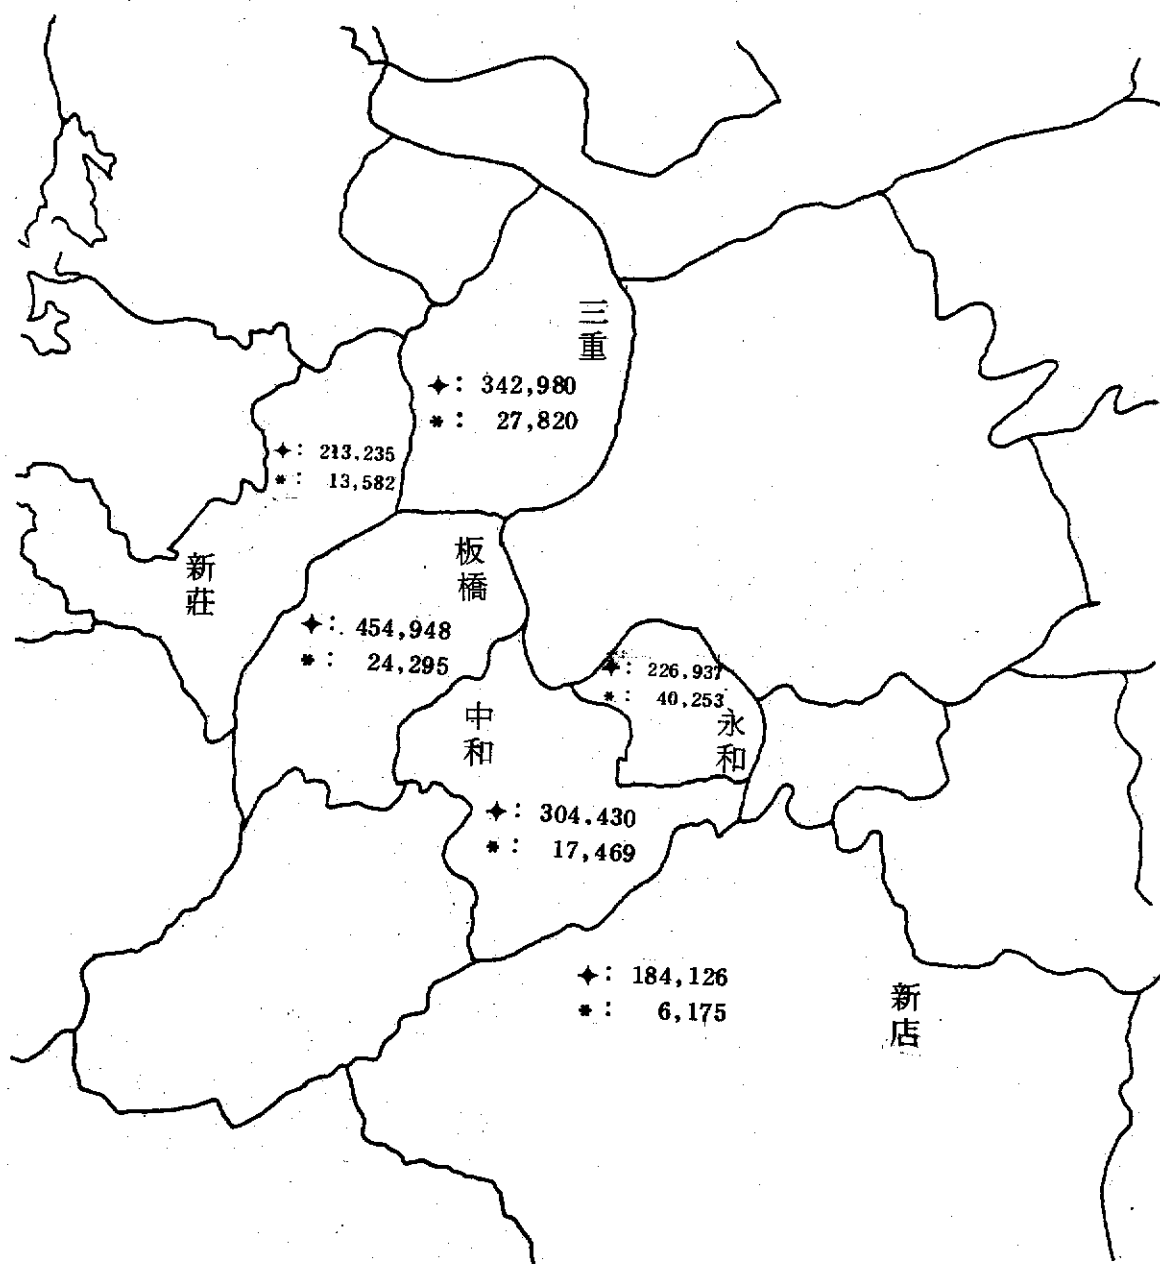 三重
✦: 342,980
*: 27,820
✦: 213,235
*: 13,582
新莊
板橋
✦: 454,948
*: 24,295
✦: 226,937
*: 40,253
永和
中和
✦: 304.430
*: 17,469
✦: 184,126
*: 6,175
新店